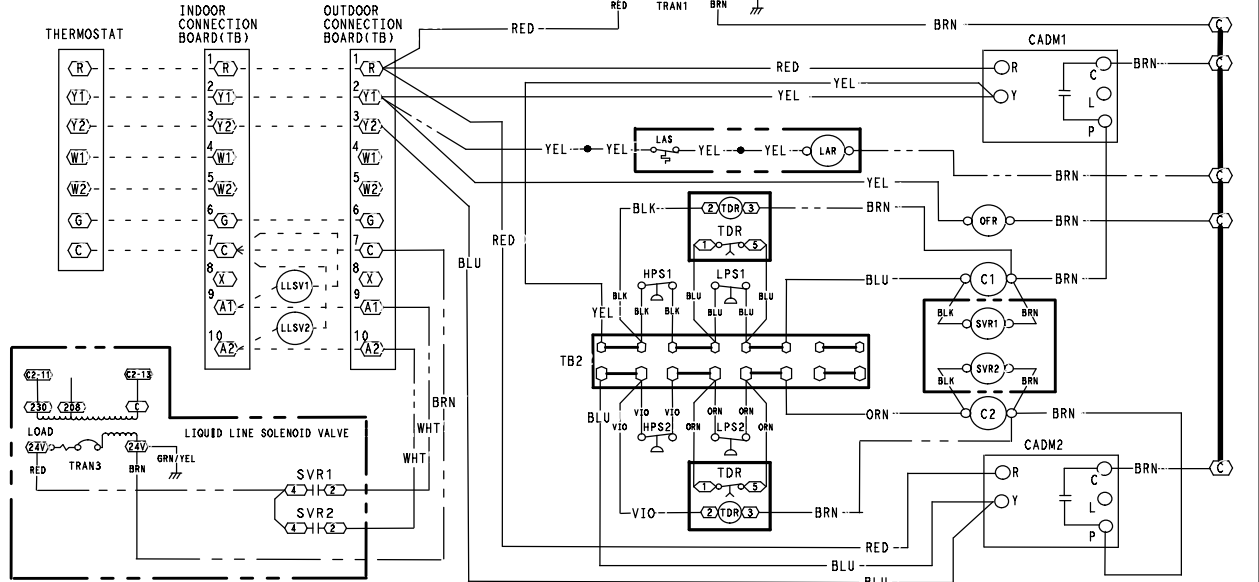 RED TRAN1 BRN
INDOOR
CONNECTION
BOARD(TB)
OUTDOOR
CONNECTION
BOARD(TB)
THERMOSTAT
RED
BRN
C
CADM1
R 1 R 1 R
RED
R
C
BRN
C
Y1 2 Y1 2 Y1
YEL
YEL
Y
L
P
Y2 3 Y2 3 Y2
W1 4 W1 4 W1
YEL YEL LAS YEL YEL LAR
BRN
C
W2 5 W2 5 W2
YEL
G 6 G 6 G
BLK 2 TDR 3 BRN
OFR
BRN
C
TDR
1 5
C 7 C 7 C
RED
BLU
8 X 8 X
LLSV1
HPS1 LPS1
BLU
C1
BRN
9 A1 9 A1
BLK BLK BLU BLU BLU
YEL
BLK SVR1 BRN
LLSV2
10 A2 10 A2
TB2
SVR2
BLK BRN
C2-11 C2-13
230 208 C
BRN
BLU
VIO VIO ORN ORN
VIO ORN ORN
ORN
C2
BRN
HPS2 LPS2
WHT
WHT
LOAD
LIQUID LINE SOLENOID VALVE
24V 24V
TRAN3
RED BRN GRN/YEL
CADM2
TDR
1 5
R
C
BRN
C
SVR1
4 2
Y
L
P
SVR2
4 2
VIO 2 TDR 3 BRN
RED
BLU
BLU